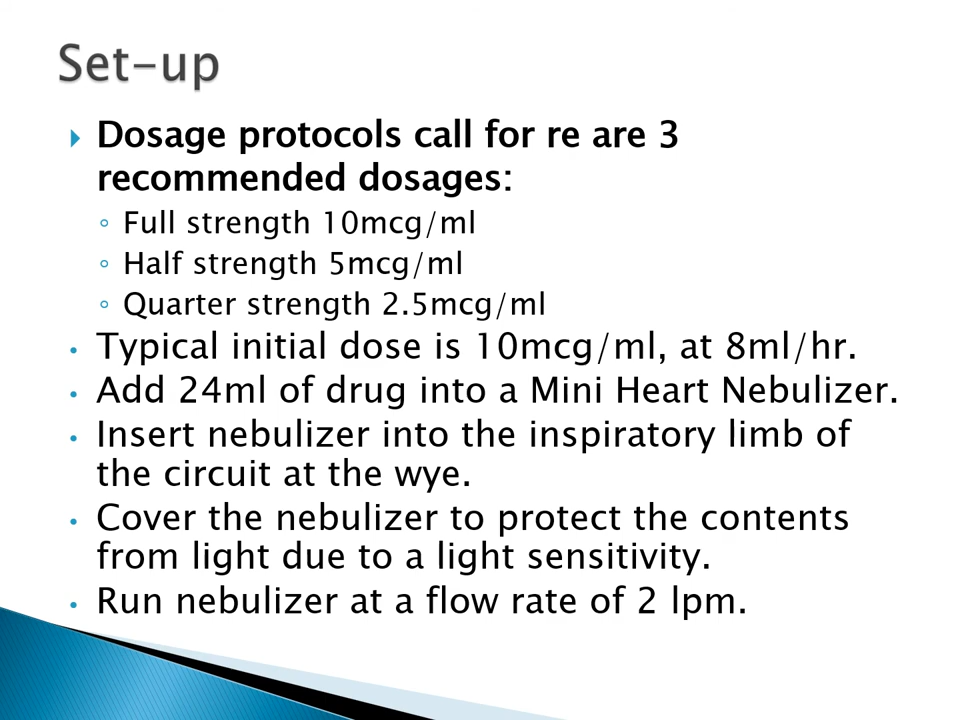 Set-up
Dosage protocols call for re are 3
recommended dosages:
Full strength 10mcg/ml
Half strength 5mcg/ml
Quarter strength 2.5mcg/ml
Typical initial dose is 10mcg/ml, at 8ml/hr.
Add 24ml of drug into a Mini Heart Nebulizer.
Insert nebulizer into the inspiratory limb of
the circuit at the wye.
Cover the nebulizer to protect the contents
from light due to a light sensitivity.
Run nebulizer at a flow rate of 2 lpm.